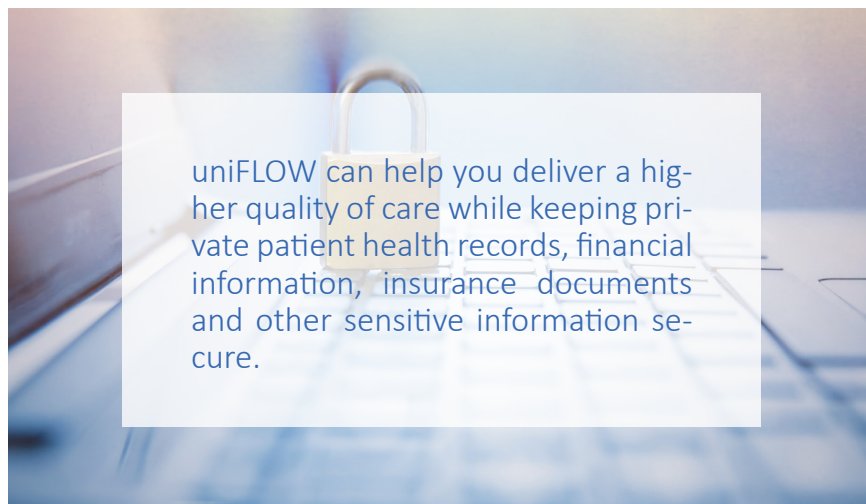 uniFLOW can help you deliver a hig-
her quality of care while keeping pri-
vate patient health records, financial
information, insurance documents
and other sensitive information se-
cure.